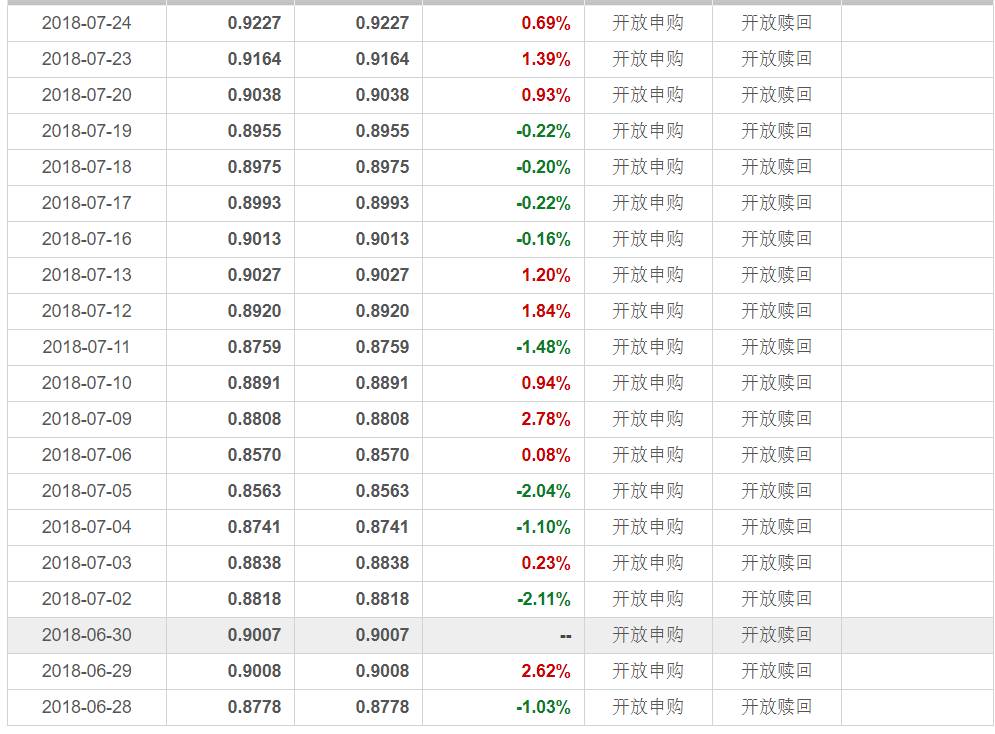 2018-07-24 0.9227 0.9227 0.69% 开放申购 开放赎回
2018-07-23 0.9164 0.9164 1.39% 开放申购 开放赎回
2018-07-20 0.9038 0.9038 0.93% 开放申购 开放赎回
2018-07-19 0.8955 0.8955 -0.22% 开放申购 开放赎回
2018-07-18 0.8975 0.8975 -0.20% 开放申购 开放赎回
2018-07-17 0.8993 0.8993 -0.22% 开放申购 开放赎回
2018-07-16 0.9013 0.9013 -0.16% 开放申购 开放赎回
2018-07-13 0.9027 0.9027 1.20% 开放申购 开放赎回
2018-07-12 0.8920 0.8920 1.84% 开放申购 开放赎回
2018-07-11 0.8759 0.8759 -1.48% 开放申购 开放赎回
2018-07-10 0.8891 0.8891 0.94% 开放申购 开放赎回
2018-07-09 0.8808 0.8808 2.78% 开放申购 开放赎回
2018-07-06 0.8570 0.8570 0.08% 开放申购 开放赎回
2018-07-05 0.8563 0.8563 -2.04% 开放申购 开放赎回
2018-07-04 0.8741 0.8741 -1.10% 开放申购 开放赎回
2018-07-03 0.8838 0.8838 0.23% 开放申购 开放赎回
2018-07-02 0.8818 0.8818 -2.11% 开放申购 开放赎回
2018-06-30 0.9007 0.9007 -- 开放申购 开放赎回
2018-06-29 0.9008 0.9008 2.62% 开放申购 开放赎回
2018-06-28 0.8778 0.8778 -1.03% 开放申购 开放赎回